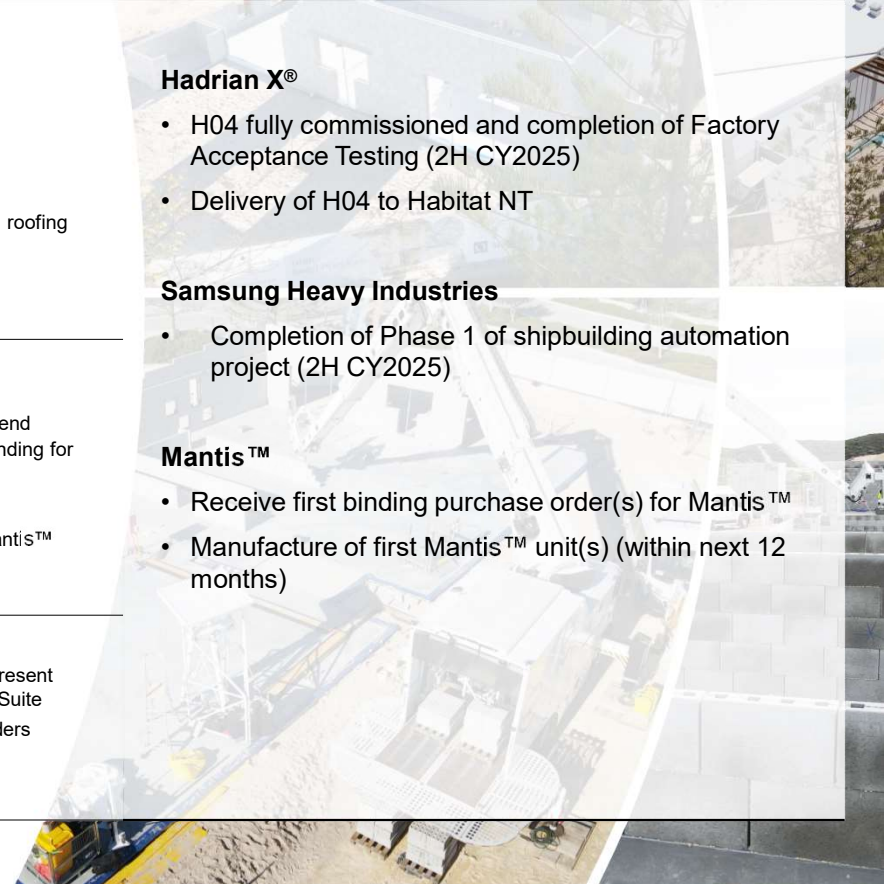 roofing
end
nding for
antis™
resent
Suite
ders
Hadrian X®
• H04 fully commissioned and completion of Factory
Acceptance Testing (2H CY2025)
• Delivery of H04 to Habitat NT
Samsung Heavy Industries
• Completion of Phase 1 of shipbuilding automation
project (2H CY2025)
Mantis™
• Receive first binding purchase order(s) for Mantis™
• Manufacture of first Mantis™ unit(s) (within next 12
months)